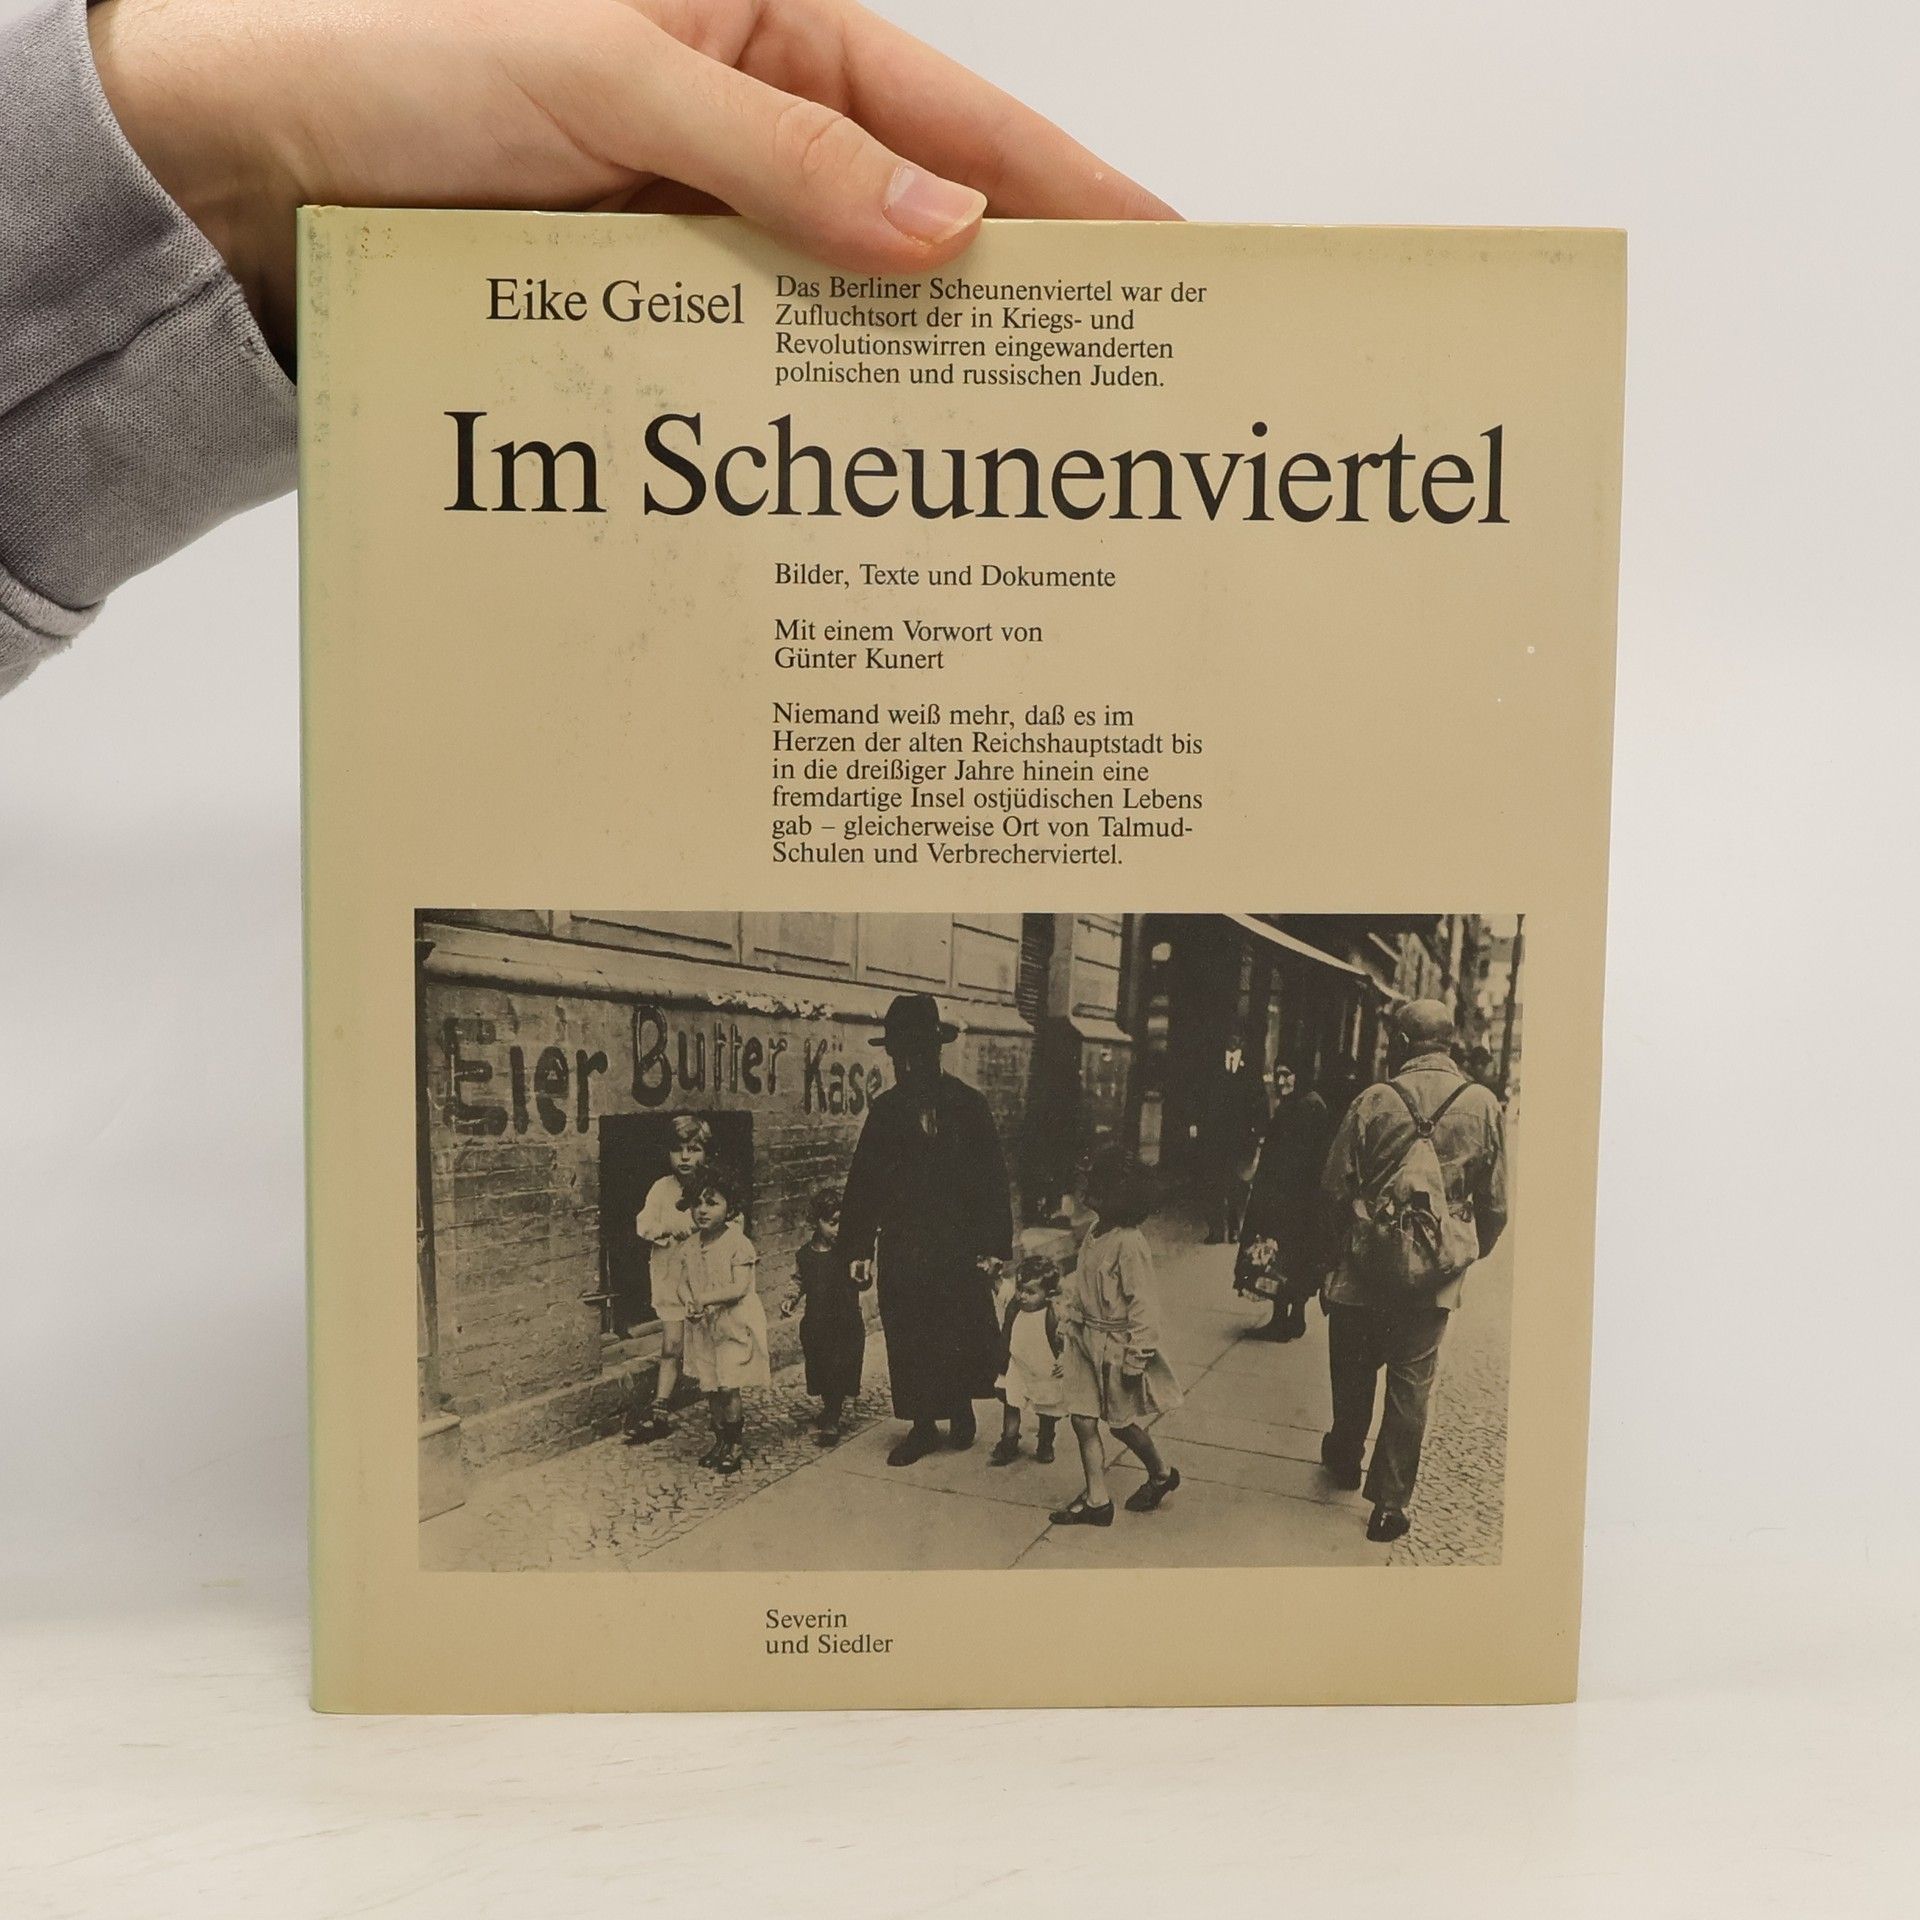 Eike Geisel
Das Berliner Scheunenviertel war der
Zufluchtsort der in Kriegs- und
Revolutionswirren eingewanderten
polnischen und russischen Juden.
Im Scheunenviertel
Bilder, Texte und Dokumente
Mit einem Vorwort von
Günter Kunert
Niemand weiß mehr, daß es im
Herzen der alten Reichshauptstadt bis
in die dreißiger Jahre hinein eine
fremdartige Insel ostjüdischen Lebens
gab – gleicherweise Ort von Talmud-
Schulen und Verbrecherviertel.
Eier Butter Käse
Severin
und Siedler